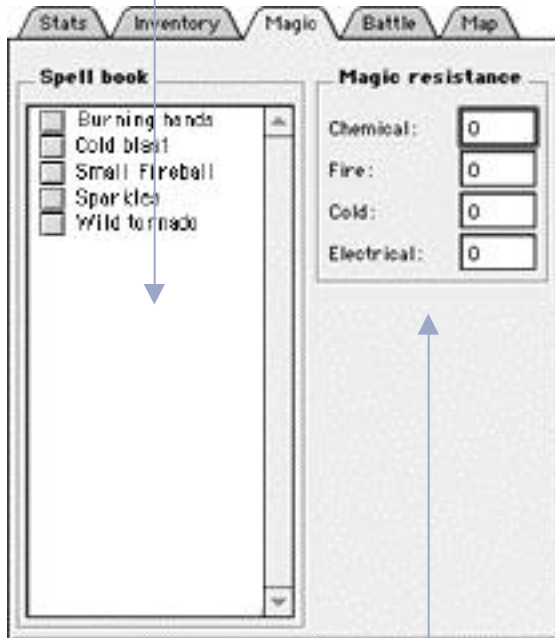 Stats Inventory Magic Battle Map
Spell book
Burning hands
Cold blast
Small Fireball
Sparkles
Wild tornado
Magic resistance
Chemical: 0
Fire: 0
Cold: 0
Electrical: 0